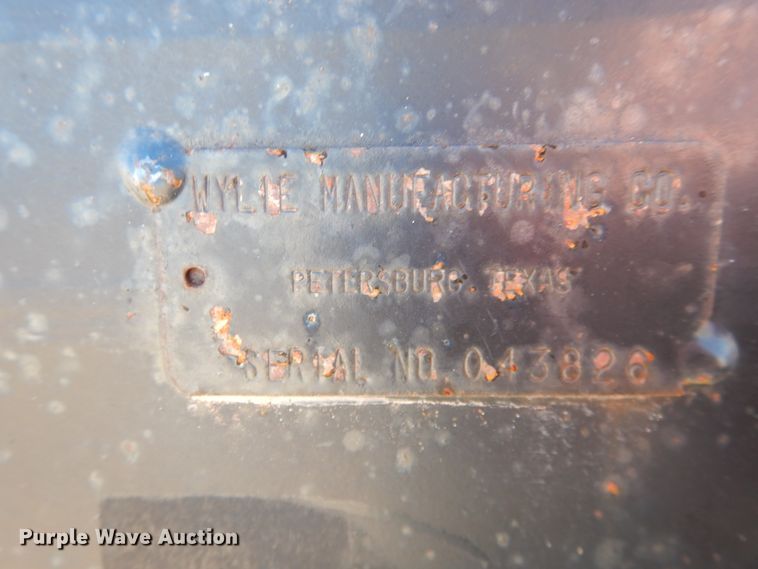 WYLIE MANUFACTURING CO.
PETERSBURG, TEXAS
SERIAL NO. 043826
Purple Wave Auction